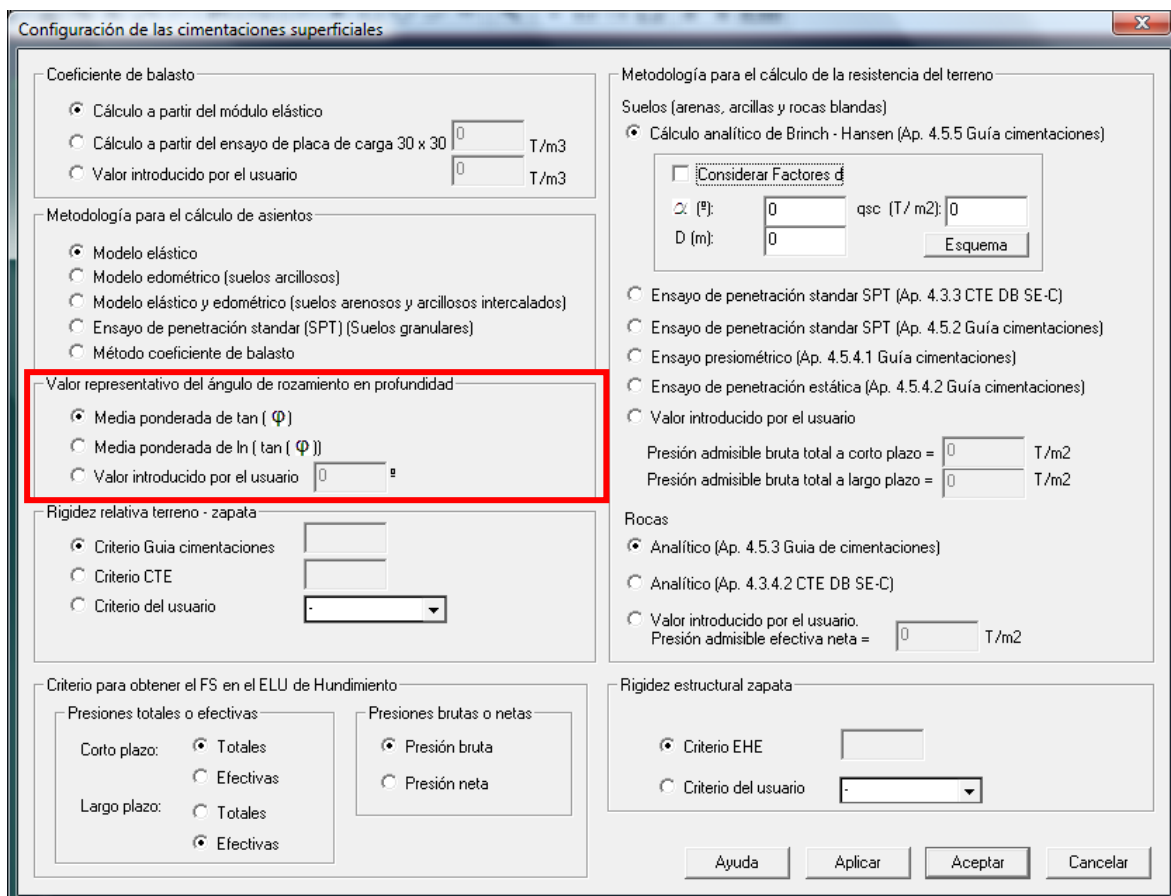 Configuración de las cimentaciones superficiales
Coeficiente de balasto
Cálculo a partir del módulo elástico
Cálculo a partir del ensayo de placa de carga 30 x 30 0 T/m3
Valor introducido por el usuario 0 T/m3
Metodología para el cálculo de asientos
Modelo elástico
Modelo edométrico (suelos arcillosos)
Modelo elástico y edométrico (suelos arenosos y arcillosos intercalados)
Ensayo de penetración standar (SPT) (Suelos granulares)
Método coeficiente de balasto
Valor representativo del ángulo de rozamiento en profundidad
Media ponderada de tan ( φ )
Media ponderada de ln ( tan ( φ ))
Valor introducido por el usuario 0 º
Rigidez relativa terreno - zapata
Criterio Guia cimentaciones
Criterio CTE
Criterio del usuario -
Criterio para obtener el FS en el ELU de Hundimiento
Presiones totales o efectivas
Corto plazo: Totales
Efectivas
Largo plazo: Totales
Efectivas
Presiones brutas o netas
Presión bruta
Presión neta
Metodología para el cálculo de la resistencia del terreno
Suelos (arenas, arcillas y rocas blandas)
Cálculo analítico de Brinch - Hansen (Ap. 4.5.5 Guía cimentaciones)
Considerar Factores d
α (º): 0 qsc (T/ m2): 0
D (m): 0 Esquema
Ensayo de penetración standar SPT (Ap. 4.3.3 CTE DB SE-C)
Ensayo de penetración standar SPT (Ap. 4.5.2 Guía cimentaciones)
Ensayo presiométrico (Ap. 4.5.4.1 Guía cimentaciones)
Ensayo de penetración estática (Ap. 4.5.4.2 Guía cimentaciones)
Valor introducido por el usuario
Presión admisible bruta total a corto plazo = 0 T/m2
Presión admisible bruta total a largo plazo = 0 T/m2
Rocas
Analítico (Ap. 4.5.3 Guia de cimentaciones)
Analítico (Ap. 4.3.4.2 CTE DB SE-C)
Valor introducido por el usuario.
Presión admisible efectiva neta = 0 T/m2
Rigidez estructural zapata
Criterio EHE
Criterio del usuario -
Ayuda Aplicar Aceptar Cancelar